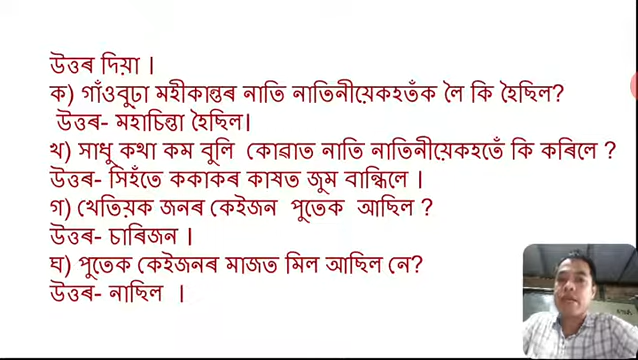 উত্তৰ দিয়া ।
ক) গাঁওবুঢ়া মহীকান্তৰ নাতি নাতিনীয়েকহতঁক লৈ কি হৈছিল?
উত্তৰ- মহাচিন্তা হৈছিল।
খ) সাধু কথা কম বুলি কোৱাত নাতি নাতিনীয়েকহতেঁ কি কৰিলে ?
উত্তৰ- সিহঁতে ককাকৰ কাষত জুম বান্ধিলে ।
গ) খেতিয়ক জনৰ কেইজন পুতেক আছিল ?
উত্তৰ- চাৰিজন ।
ঘ) পুতেক কেইজনৰ মাজত মিল আছিল নে?
উত্তৰ- নাছিল ।